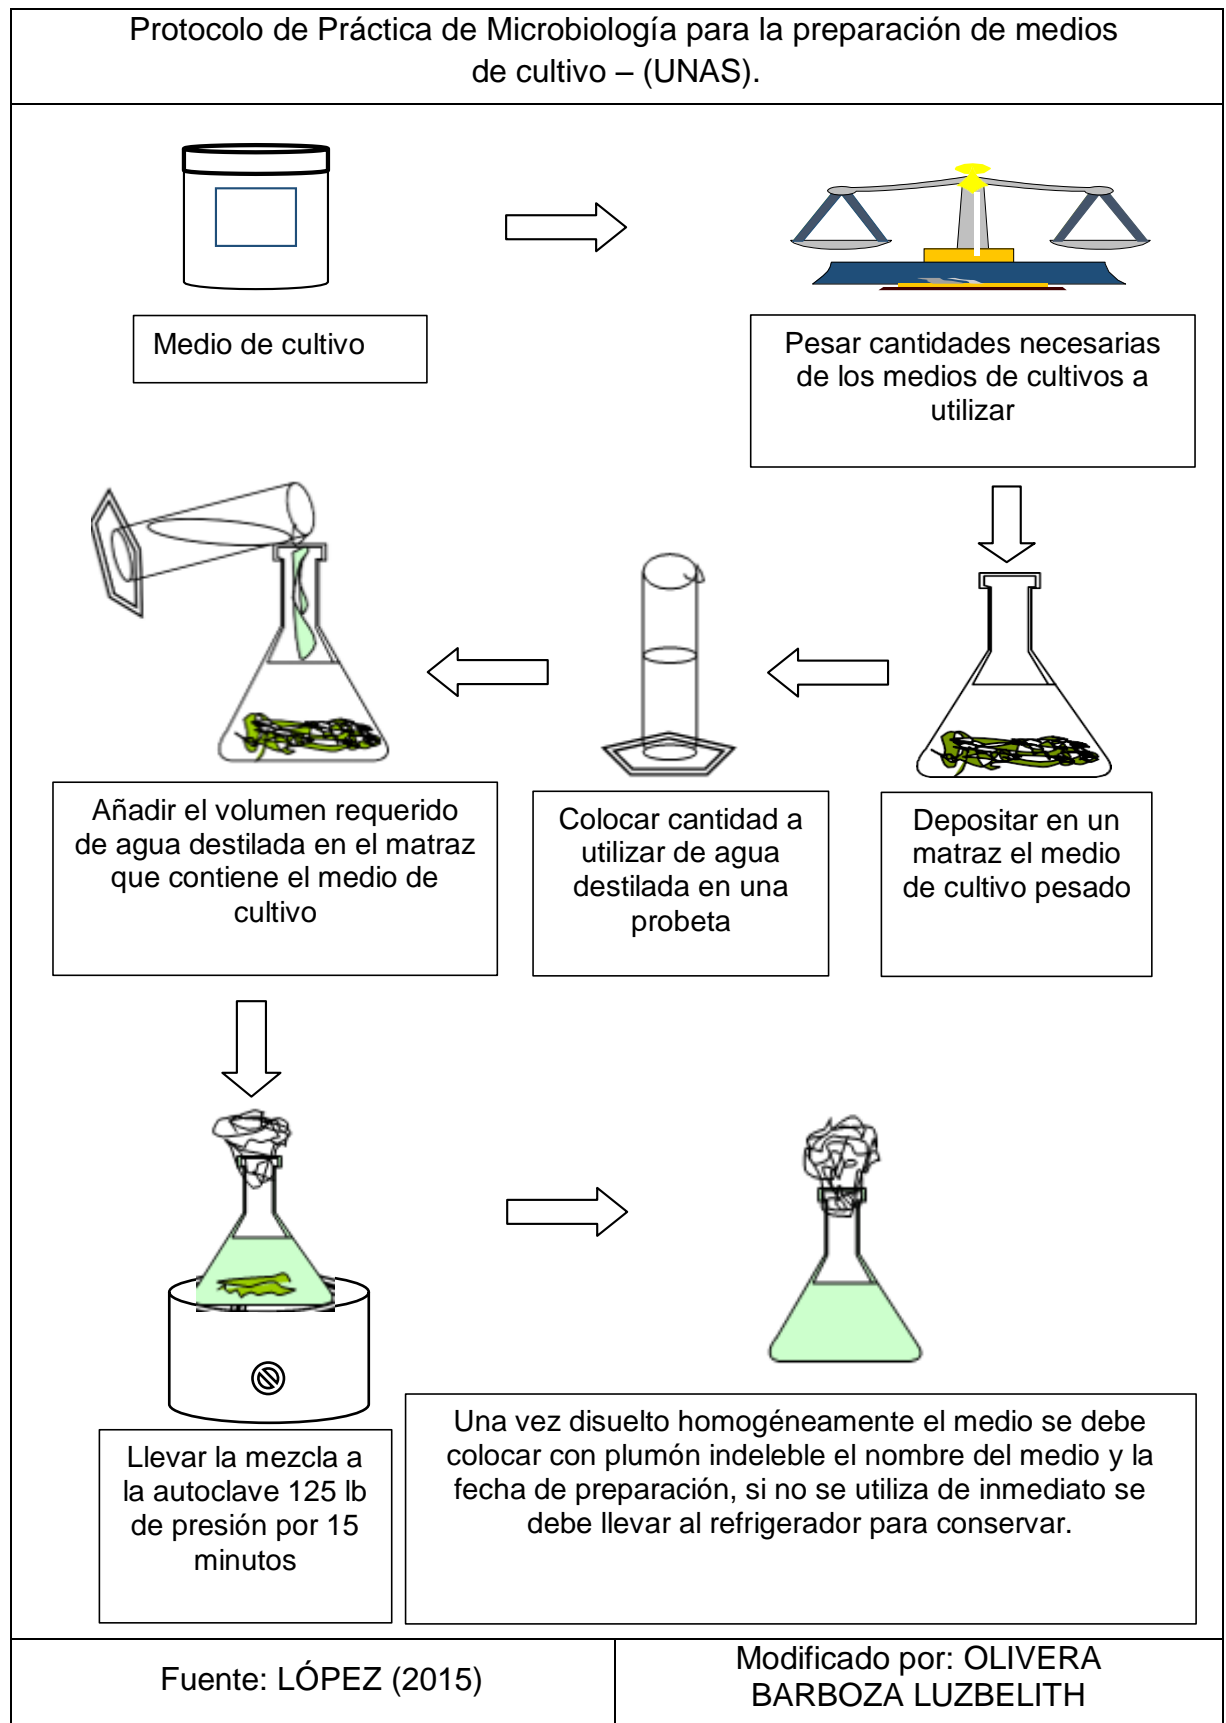 Protocolo de Práctica de Microbiología para la preparación de medios
de cultivo – (UNAS).
Medio de cultivo
Pesar cantidades necesarias
de los medios de cultivos a
utilizar
Añadir el volumen requerido
de agua destilada en el matraz
que contiene el medio de
cultivo
Colocar cantidad a
utilizar de agua
destilada en una
probeta
Depositar en un
matraz el medio
de cultivo pesado
Llevar la mezcla a
la autoclave 125 lb
de presión por 15
minutos
Una vez disuelto homogéneamente el medio se debe
colocar con plumón indeleble el nombre del medio y la
fecha de preparación, si no se utiliza de inmediato se
debe llevar al refrigerador para conservar.
Fuente: LÓPEZ (2015)
Modificado por: OLIVERA
BARBOZA LUZBELITH